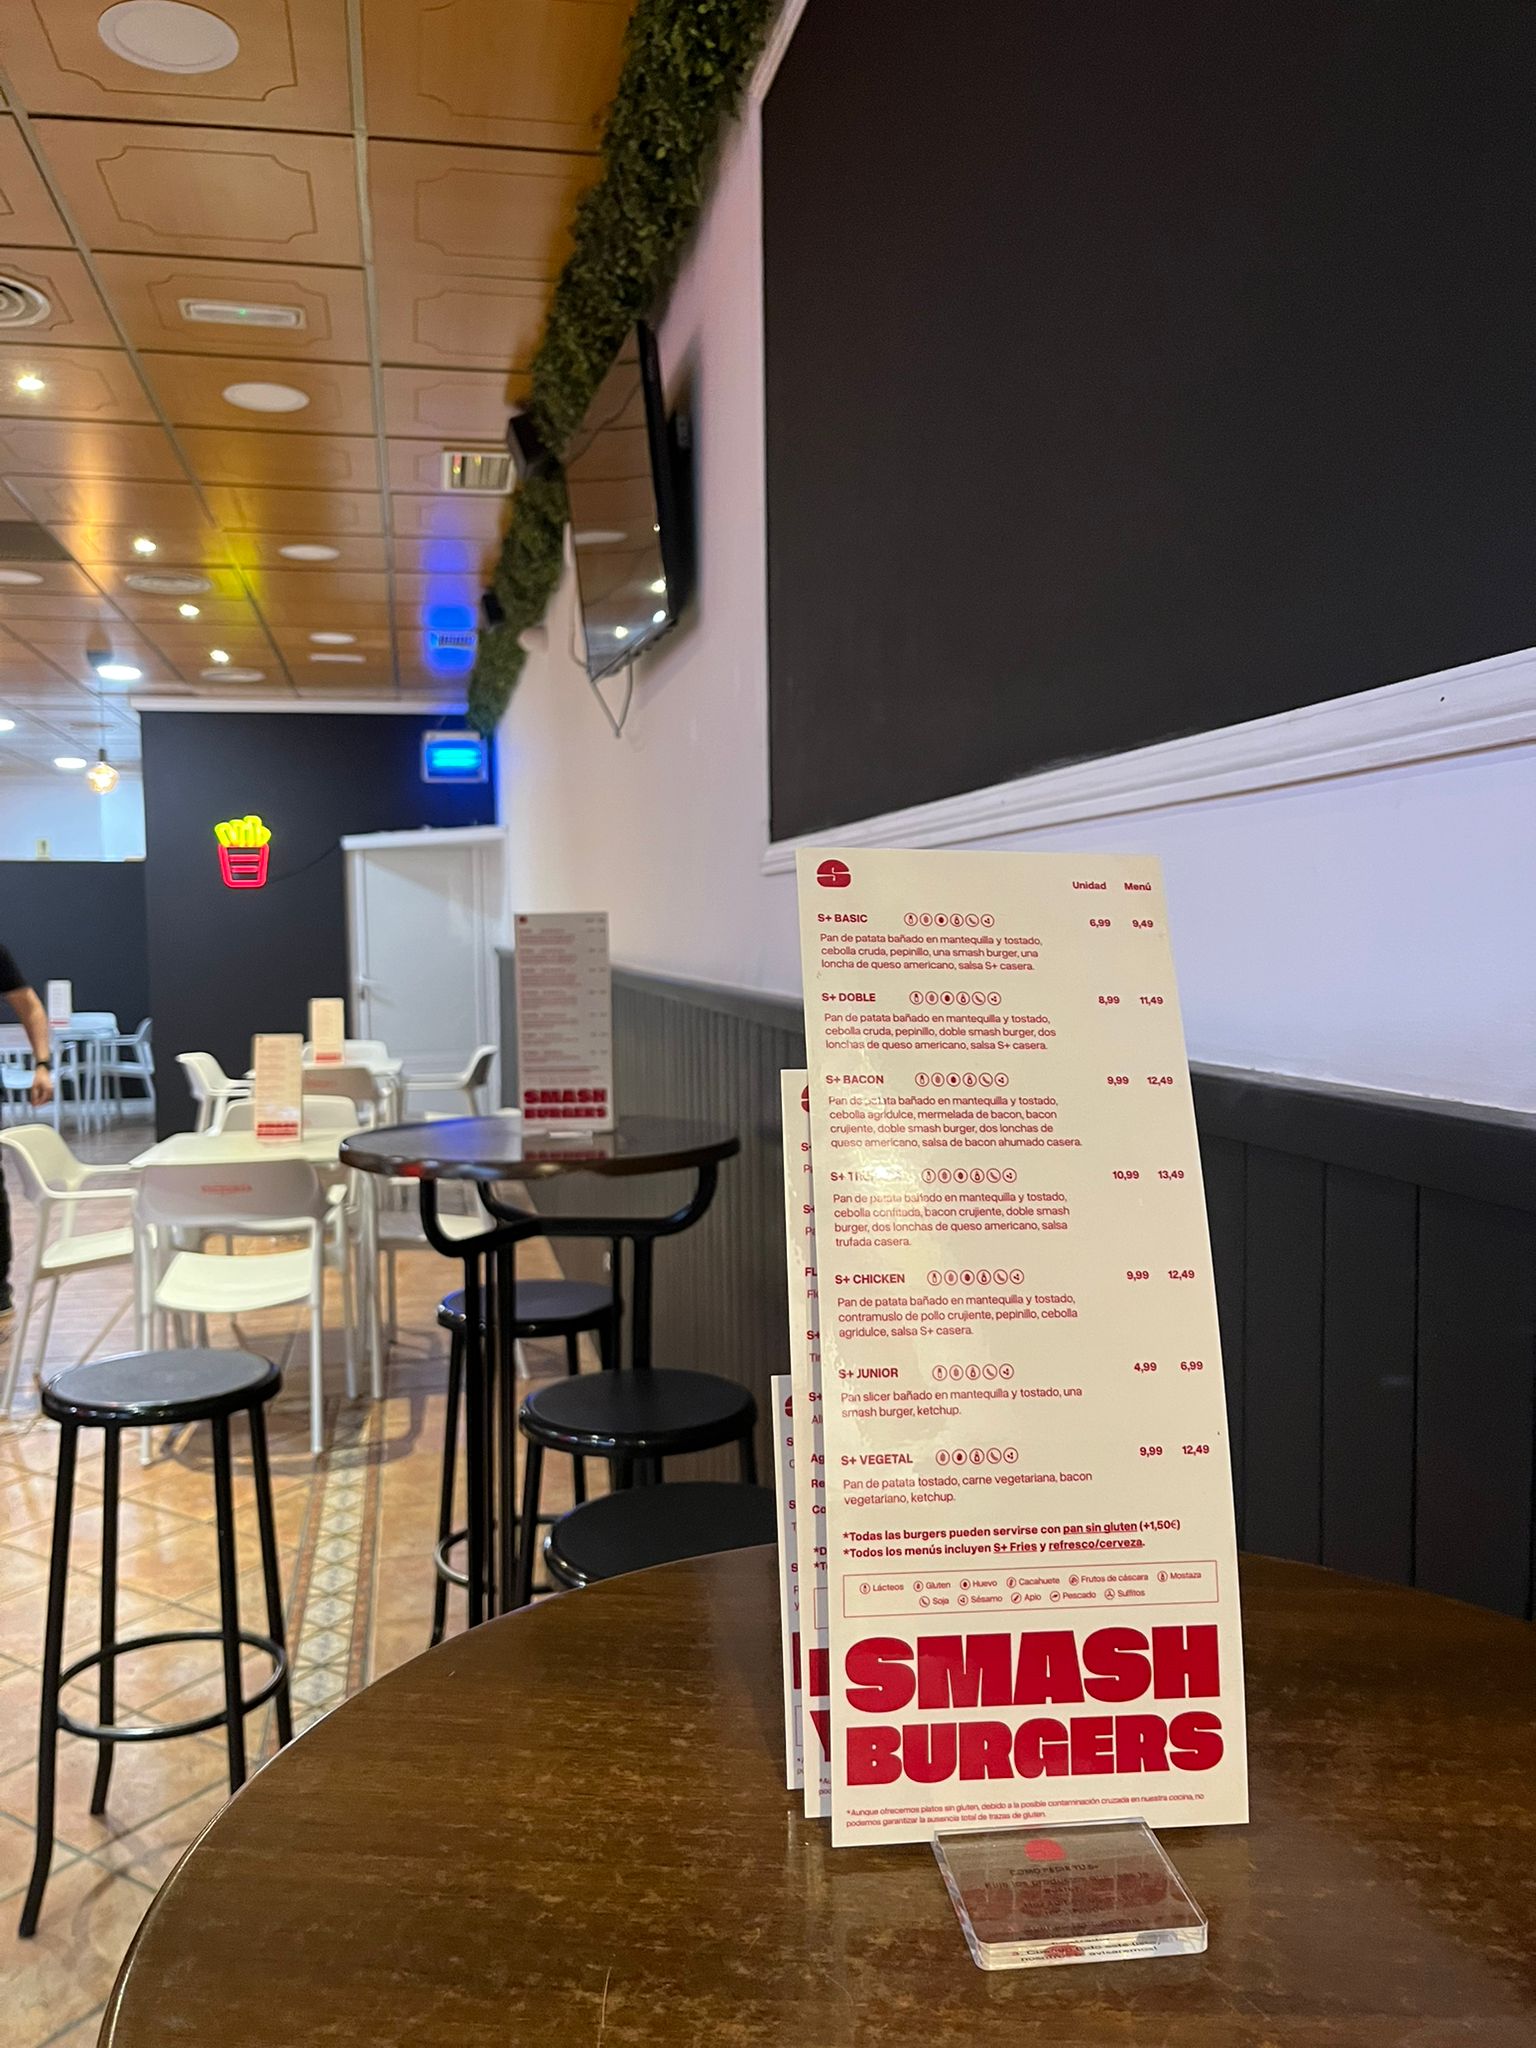 S
Unidad Menú
S+ BASIC 6,99 9,49
Pan de patata bañado en mantequilla y tostado,
cebolla cruda, pepinillo, una smash burger, una
loncha de queso americano, salsa S+ casera.
S+ DOBLE 8,99 11,49
Pan de patata bañado en mantequilla y tostado,
cebolla cruda, pepinillo, doble smash burger, dos
lonchas de queso americano, salsa S+ casera.
S+ BACON 9,99 12,49
Pan de patata bañado en mantequilla y tostado,
cebolla agridulce, mermelada de bacon, bacon
crujiente, doble smash burger, dos lonchas de
queso americano, salsa de bacon ahumado casera.
S+ 10,99 13,49
Pan de patata bañado en mantequilla y tostado,
cebolla confitada, bacon crujiente, doble smash
burger, dos lonchas de queso americano, salsa
trufada casera.
S+ CHICKEN 9,99 12,49
Pan de patata bañado en mantequilla y tostado,
contramuslo de pollo crujiente, pepinillo, cebolla
agridulce, salsa S+ casera.
S+ JUNIOR 4,99 6,99
Pan slicer bañado en mantequilla y tostado, una
smash burger, ketchup.
S+ VEGETAL 9,99 12,49
Pan de patata tostado, carne vegetariana, bacon
vegetariano, ketchup.
*Todas las burgers pueden servirse con pan sin gluten (+1,50€)
*Todos los menús incluyen S+ Fries y refresco/cerveza.
Lácteos Gluten Huevo Cacahuete Frutos de cáscara Mostaza
Soja Sésamo Apio Pescado Sulfitos
SMASH
BURGERS
*Aunque ofrecemos platos sin gluten, debido a la posible contaminación cruzada en nuestra cocina, no
podemos garantizar la ausencia total de trazas de gluten.
SMASH
BURGERS